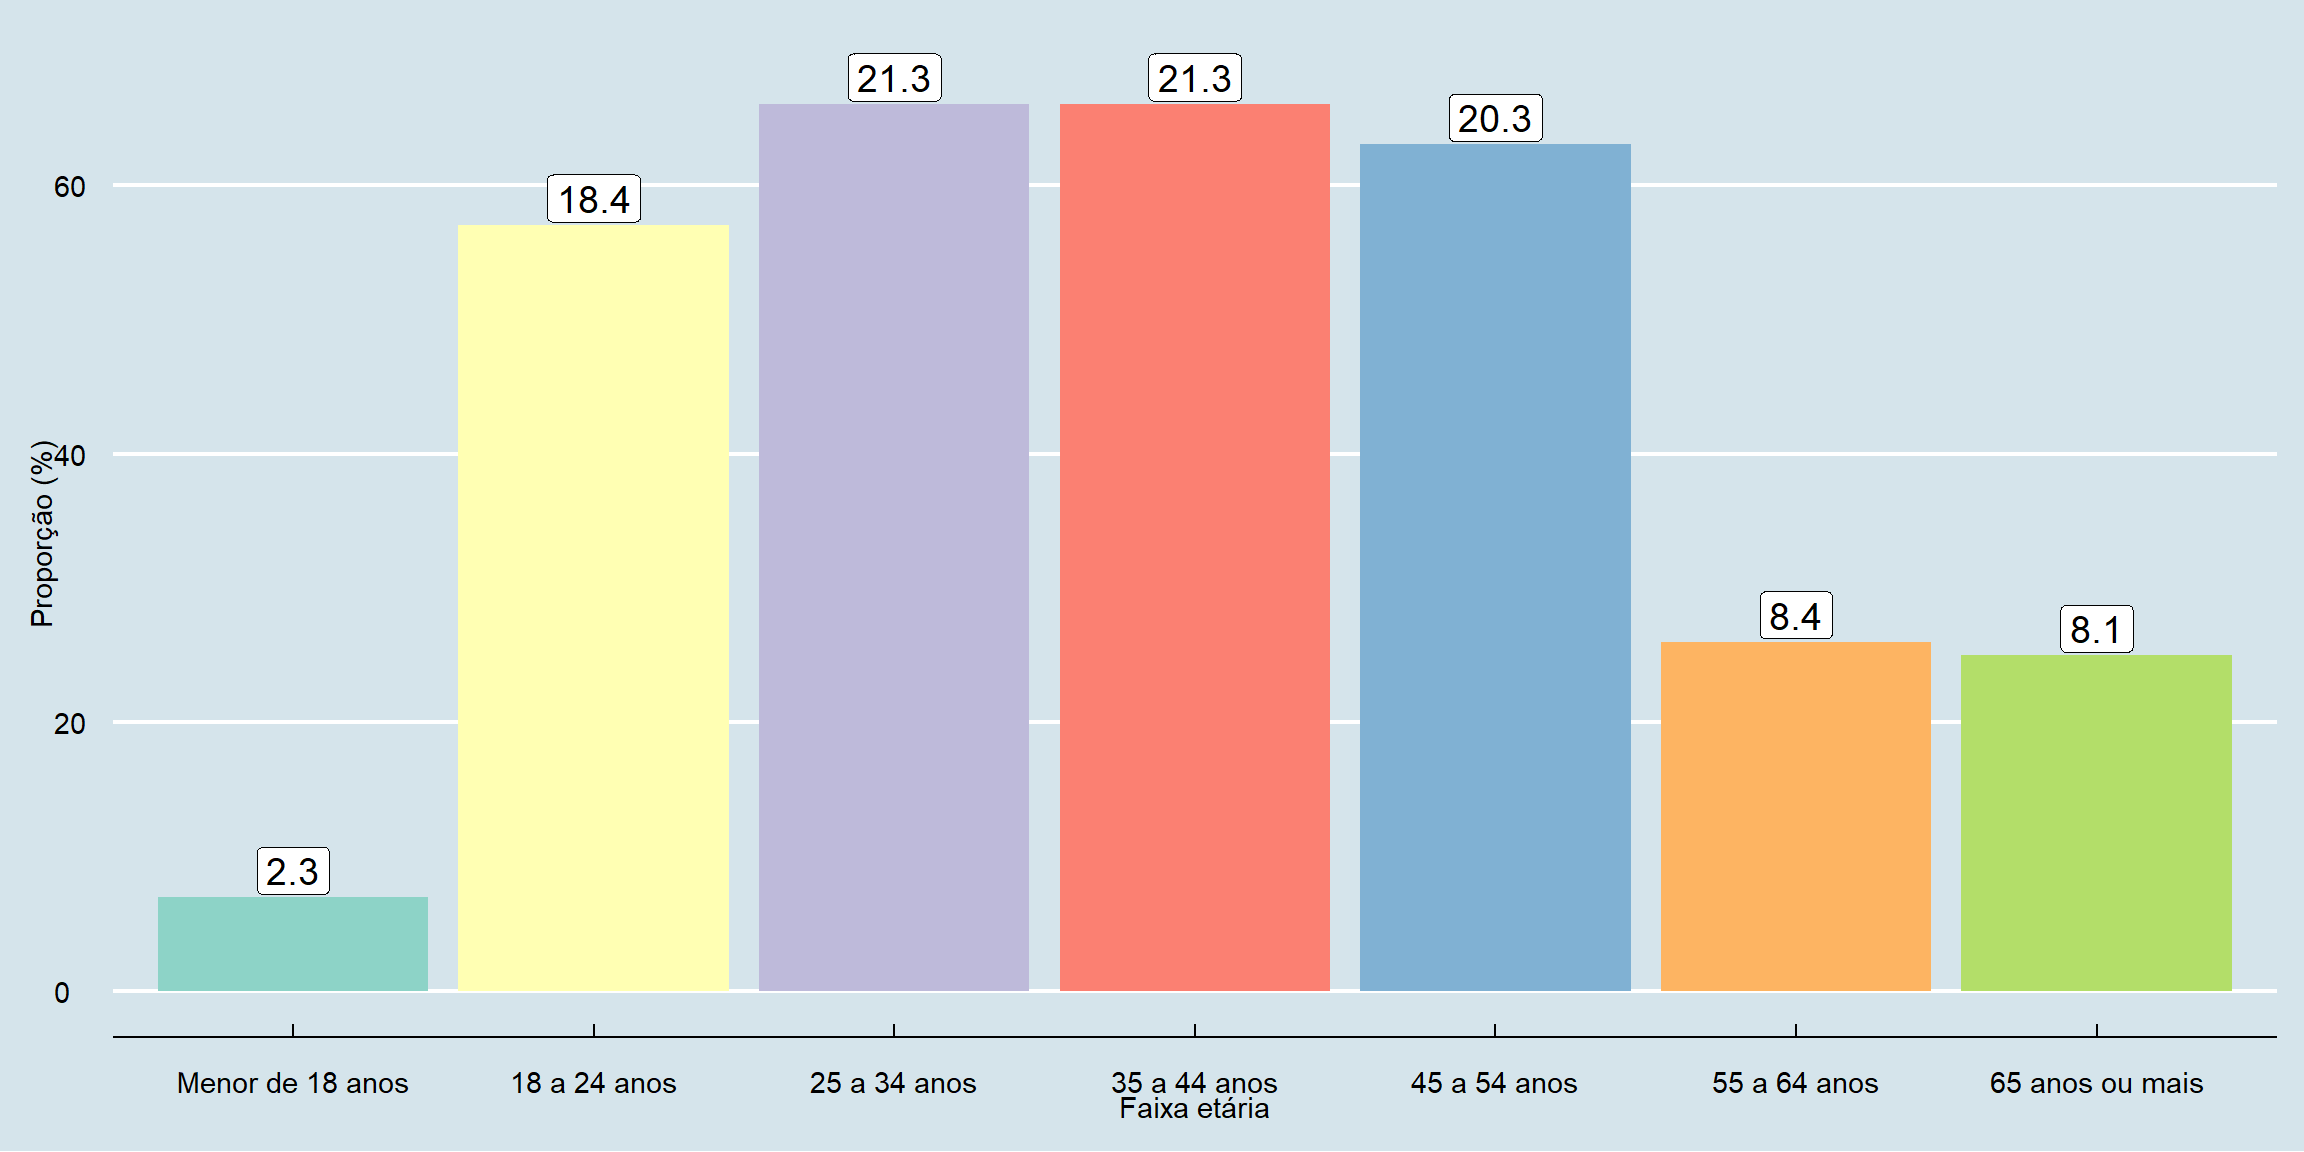 21.3
21.3
20.3
18.4
60
40
Proporção (%)
8.4
8.1
20
2.3
0
Menor de 18 anos
18 a 24 anos
25 a 34 anos
35 a 44 anos
45 a 54 anos
55 a 64 anos
65 anos ou mais
Faixa etária